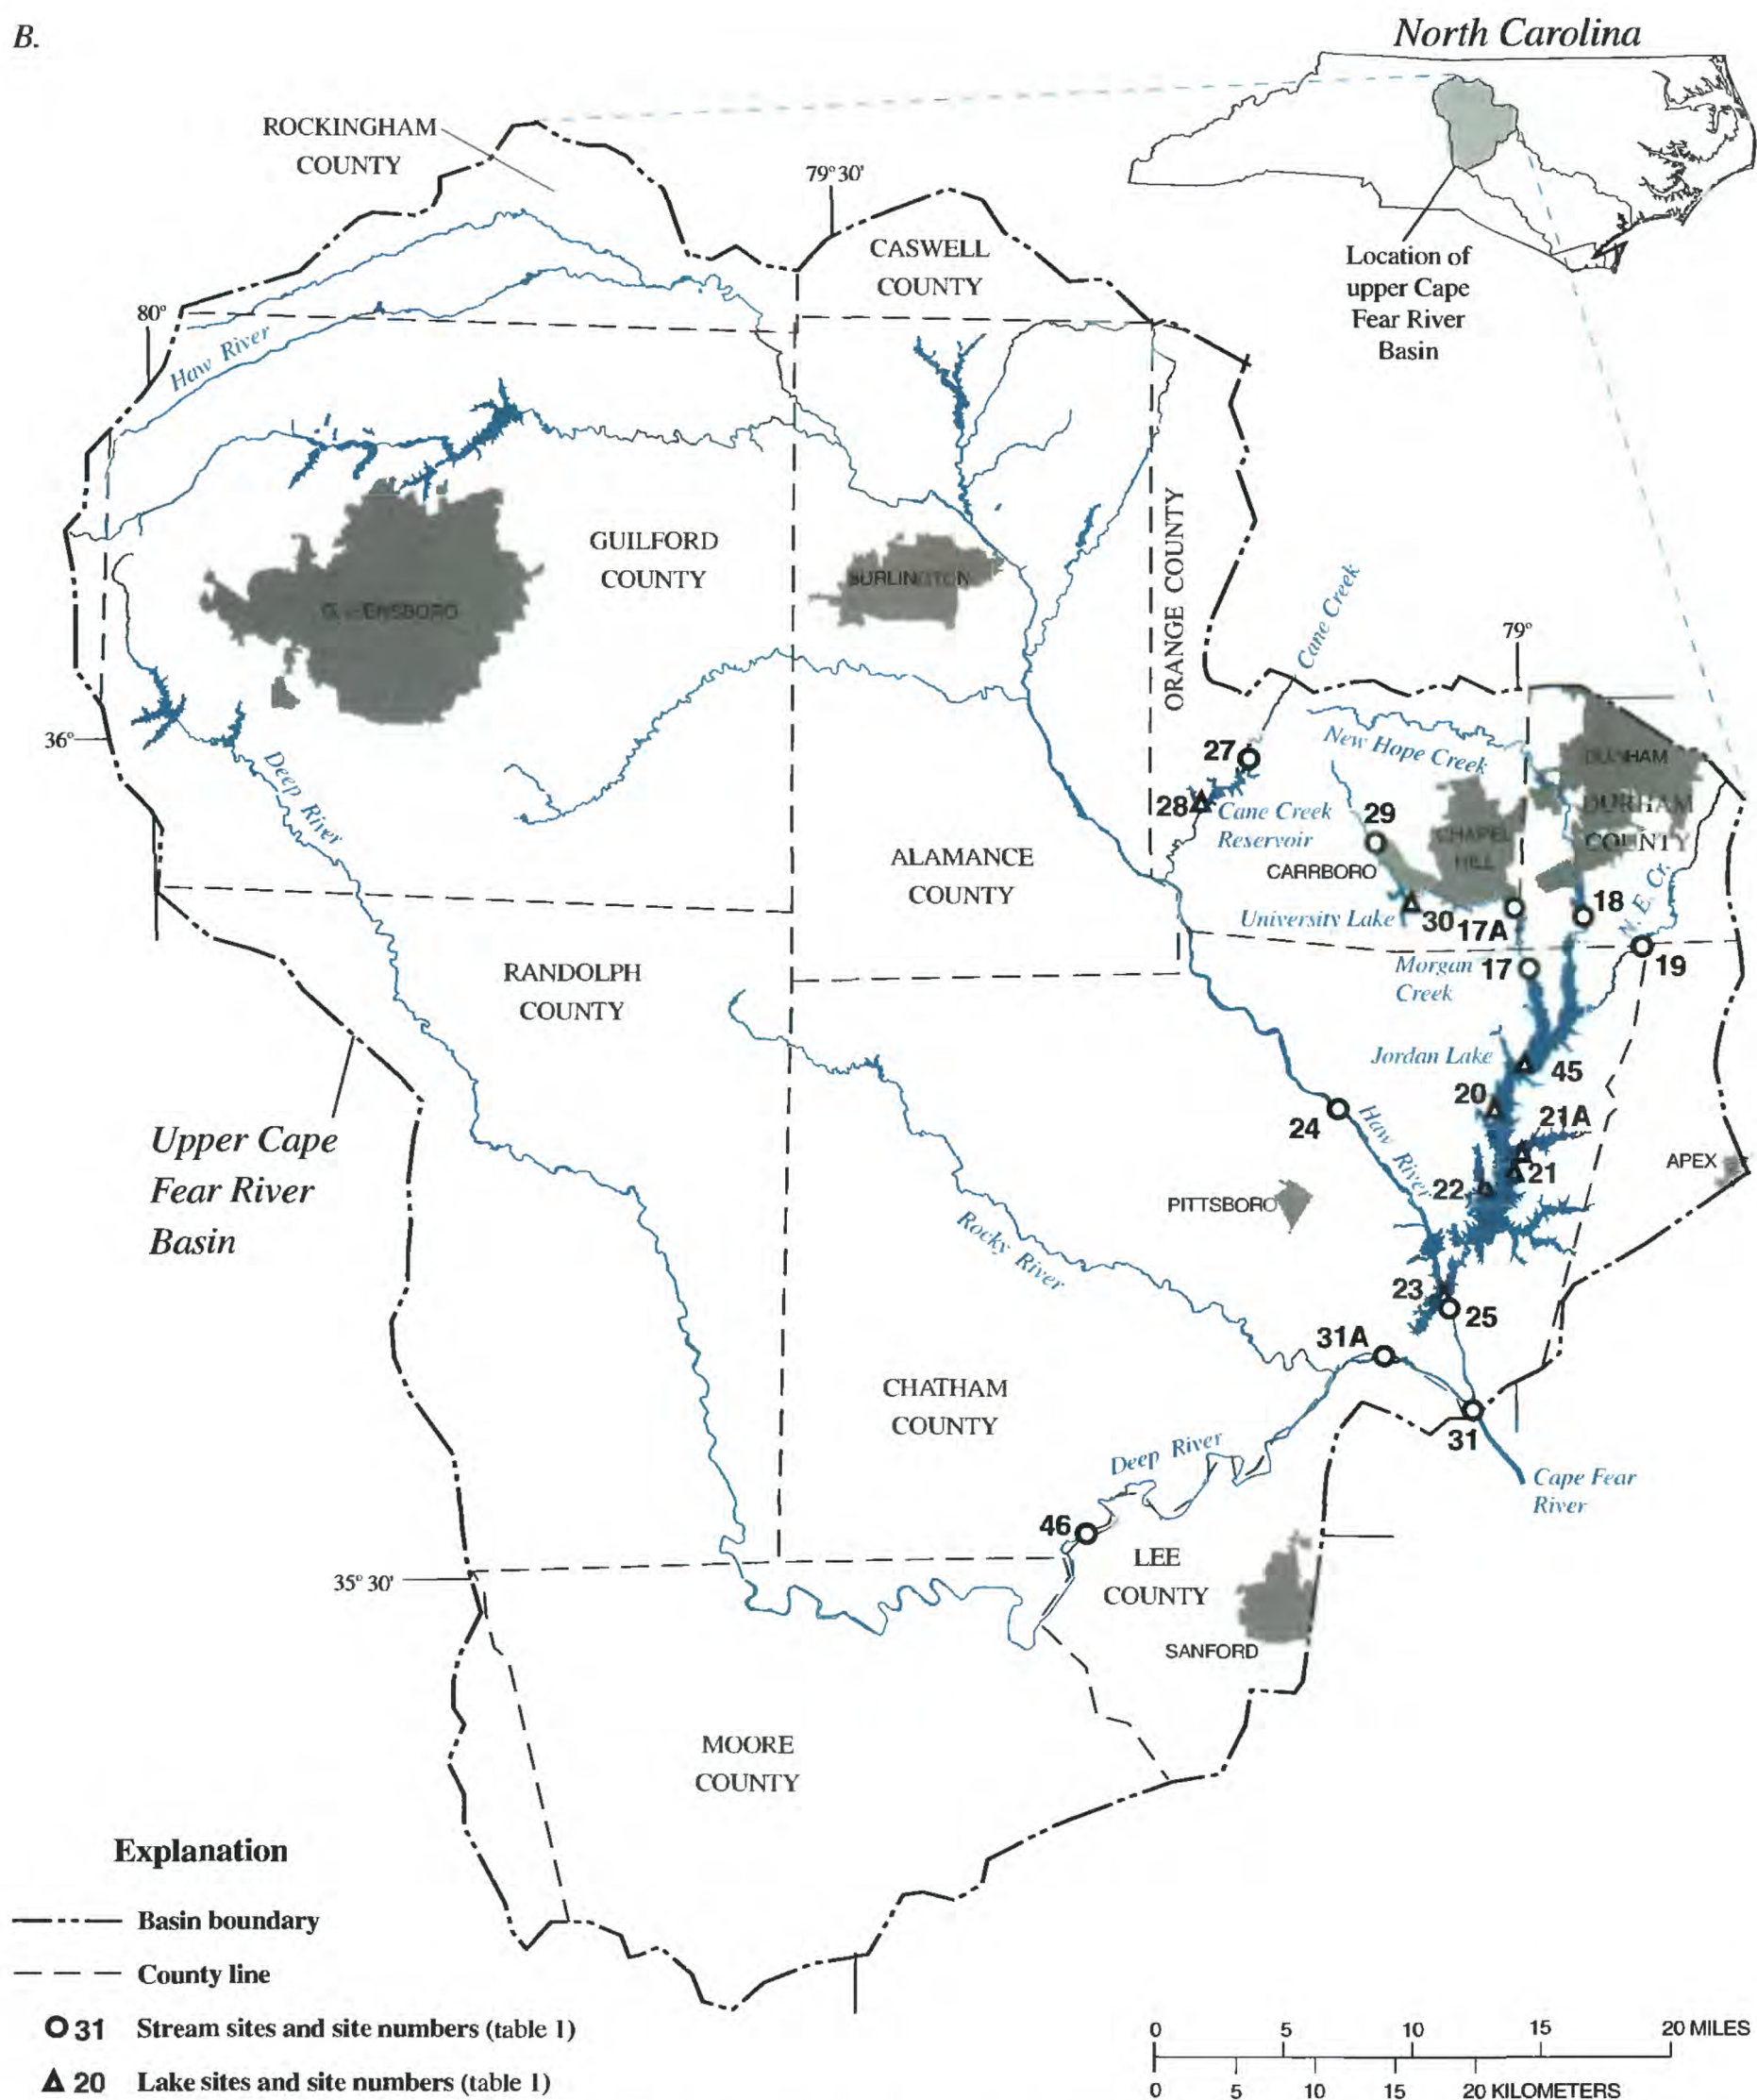 B.
North Carolina
ROCKINGHAM
COUNTY
79°30'
CASWELL
COUNTY
Location of
upper Cape
Fear River
Basin
80°
Haw River
GUILFORD
COUNTY
GREENSBORO
BURLINGTON
ORANGE COUNTY
Cane Creek
79°
36°
Deep River
27
New Hope Creek
DURHAM
28
Cane Creek
Reservoir
29
CHAPEL
HILL
DURHAM
COUNTY
CARRBORO
ALAMANCE
COUNTY
University Lake
30
17A
18
N. E. Cr.
19
Morgan
Creek
17
RANDOLPH
COUNTY
Jordan Lake
45
20
21A
24
Haw River
21
22
APEX
PITTSBORO
Upper Cape
Fear River
Basin
Rocky River
23
25
31A
CHATHAM
COUNTY
31
Deep River
Cape Fear
River
46
LEE
COUNTY
35°30'
SANFORD
MOORE
COUNTY
Explanation
Basin boundary
County line
31 Stream sites and site numbers (table 1)
20 Lake sites and site numbers (table 1)
0 5 10 15 20 MILES
0 5 10 15 20 KILOMETERS